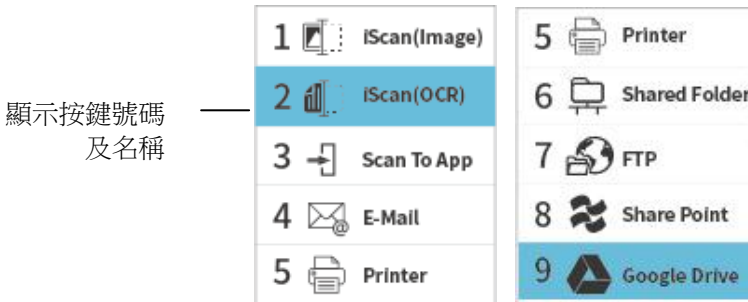 顯示按鍵號碼
及名稱
1 iScan(Image)
2 iScan(OCR)
3 Scan To App
4 E-Mail
5 Printer
5 Printer
6 Shared Folder
7 FTP
8 Share Point
9 Google Drive